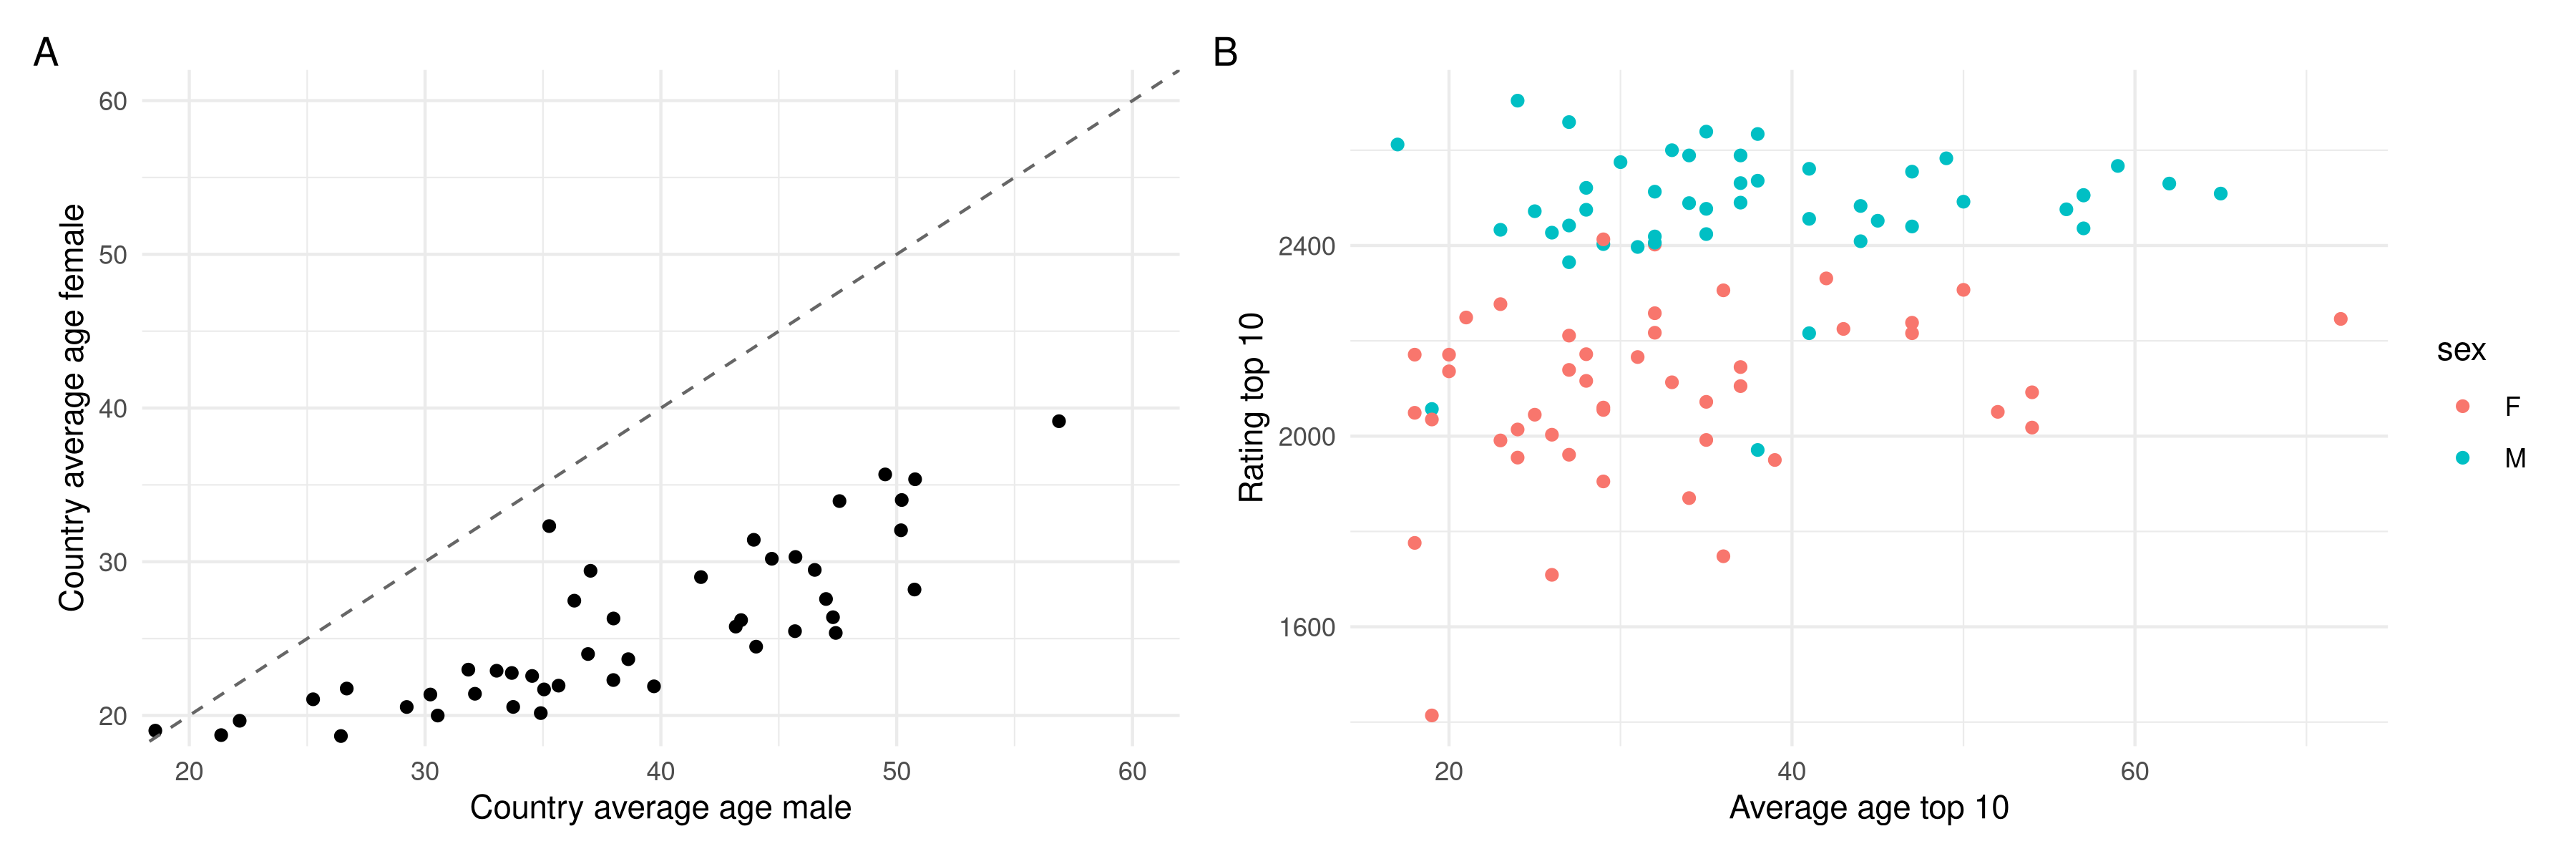 A
60
50
40
30
20
Country average age female
20 30 40 50 60
Country average age male
B
2400
2000
1600
Rating top 10
20 40 60
Average age top 10
sex
F
M